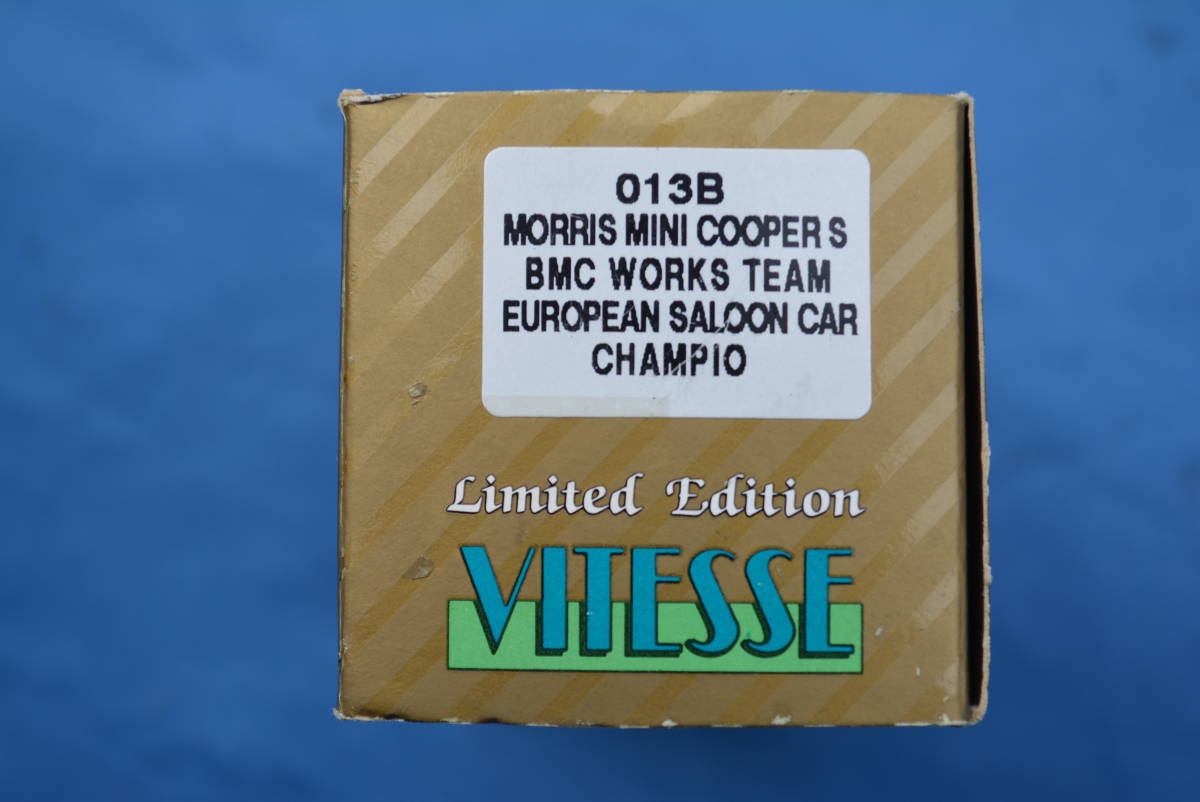 013B
MORRIS MINI COOPER S
BMC WORKS TEAM
EUROPEAN SALOON CAR
CHAMPIO
Limited Edition
VITESSE